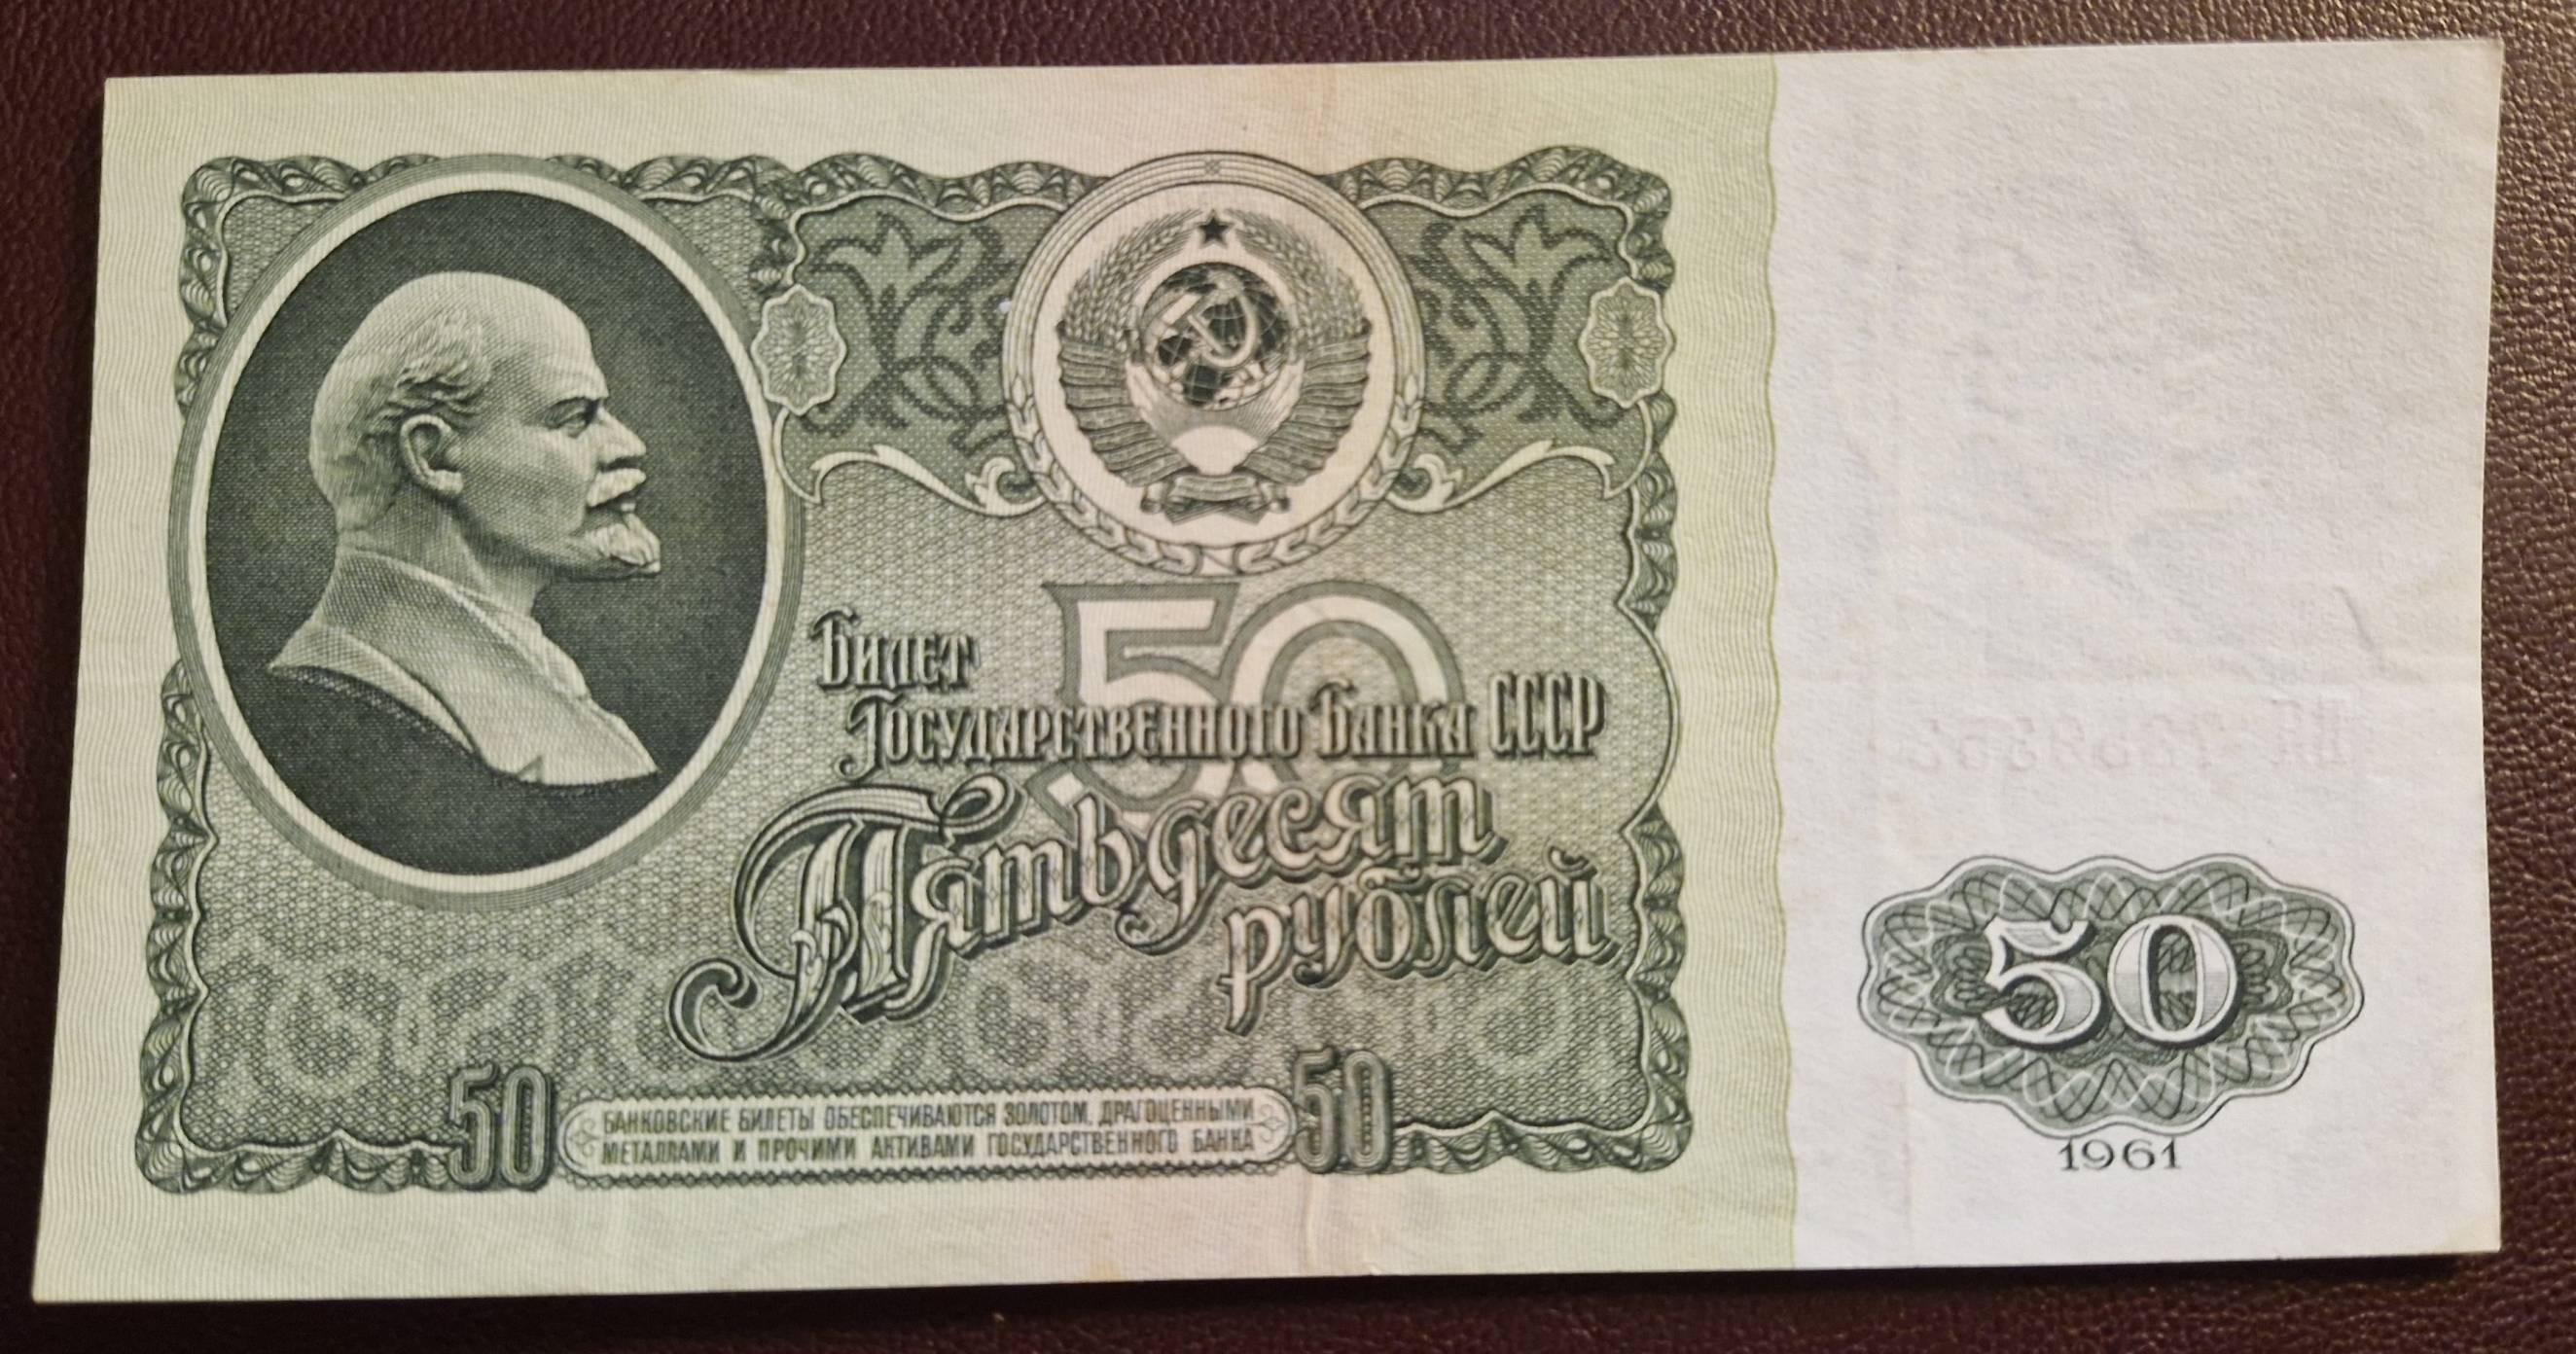 50
Билет
Государственного Банка СССР
Пятьдесят
рублей
50
БАНКОВСКИЕ БИЛЕТЫ ОБЕСПЕЧИВАЮТСЯ ЗОЛОТОМ, ДРАГОЦЕННЫМИ
МЕТАЛЛАМИ И ПРОЧИМИ АКТИВАМИ ГОСУДАРСТВЕННОГО БАНКА
50
50
1961